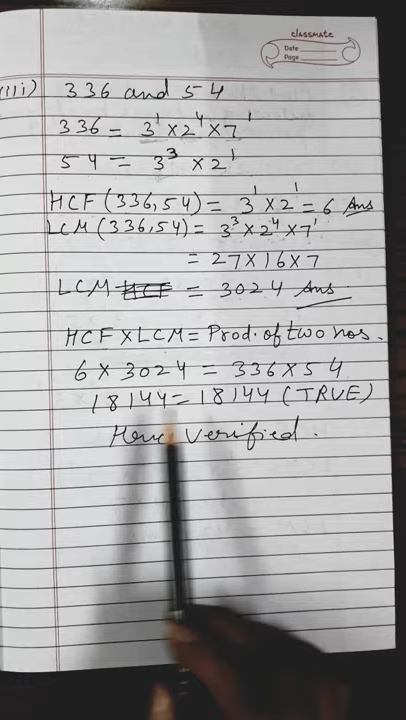 classmate
Date
Page
(iii) 336 and 54
336 = 3¹ × 2⁴ × 7¹
54 = 3³ × 2¹
HCF (336, 54) = 3¹ × 2¹ = 6 Ans
LCM (336, 54) = 3³ × 2⁴ × 7¹
= 27 × 16 × 7
LCM HCF = 3024 Ans
HCF × LCM = Prod. of two nos.
6 × 3024 = 336 × 54
18144 = 18144 (TRUE)
Henc verified.